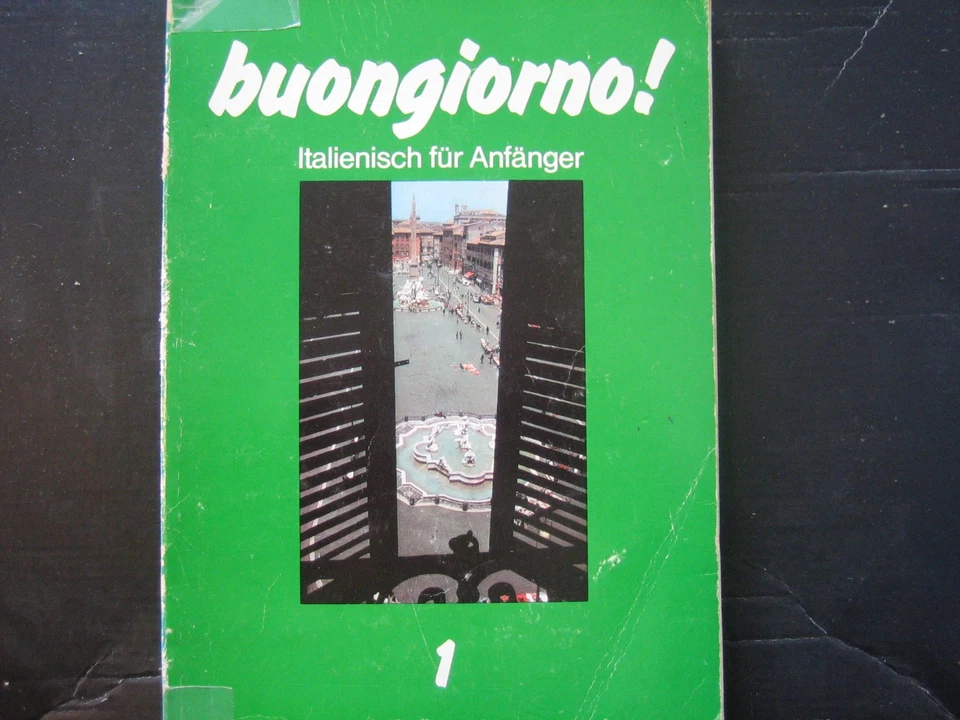 buongiorno!
Italienisch für Anfänger
1